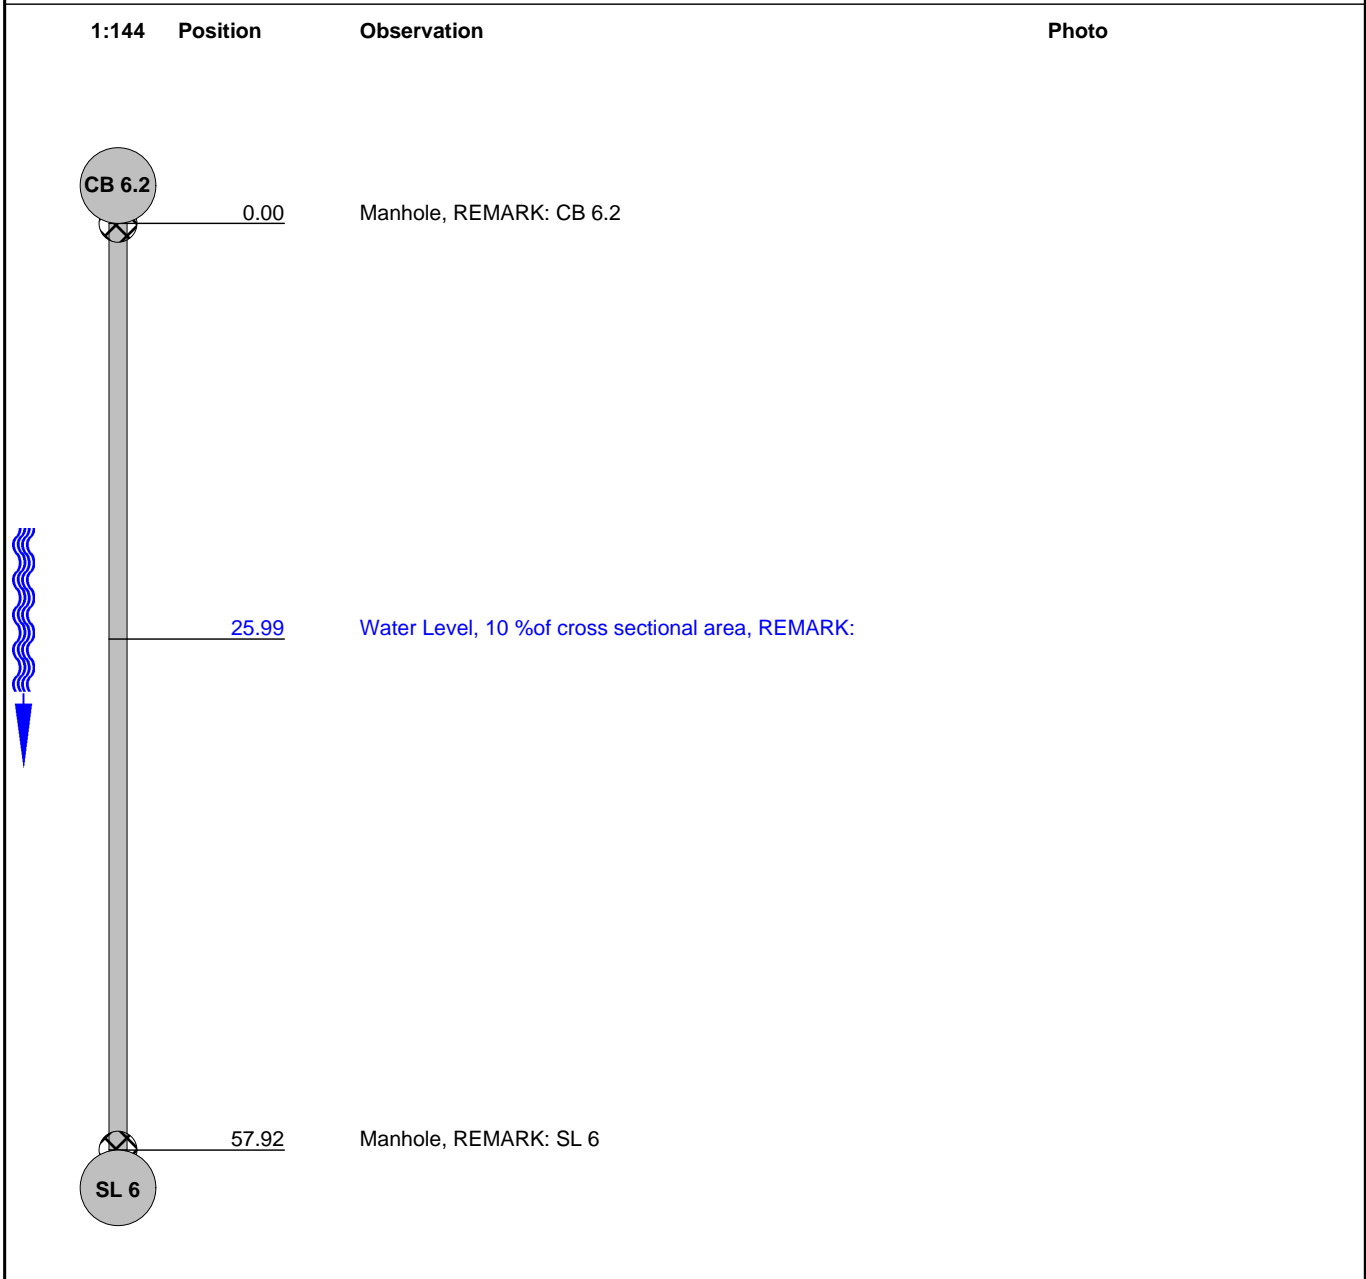 1:144 Position Observation Photo
CB 6.2
0.00 Manhole, REMARK: CB 6.2
25.99 Water Level, 10 %of cross sectional area, REMARK:
57.92 Manhole, REMARK: SL 6
SL 6